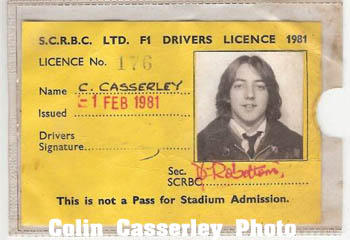 S.C.R.B.C. LTD. F1 DRIVERS LICENCE 1981
LICENCE No. 176
Name C. CASSERLEY
-1 FEB 1981
Issued
Drivers
Signature
Sec.
SCRBC
This is not a Pass for Stadium Admission.
Colin Casserley Photo